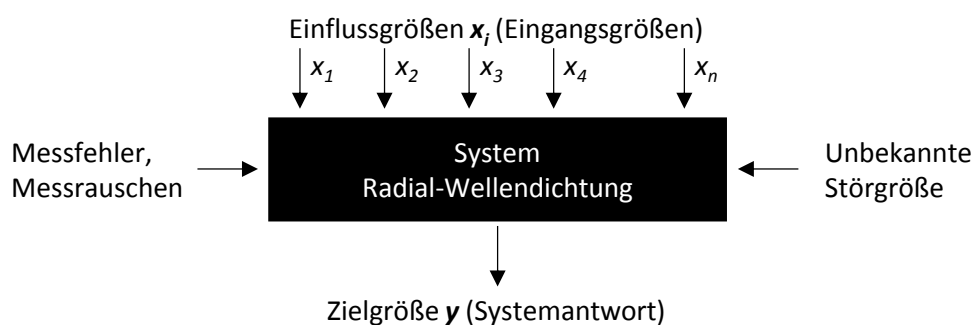 Einflussgrößen xi (Eingangsgrößen)
x1 x2 x3 x4 xn
Messfehler,
Messrauschen
System
Radial-Wellendichtung
Unbekannte
Störgröße
Zielgröße y (Systemantwort)